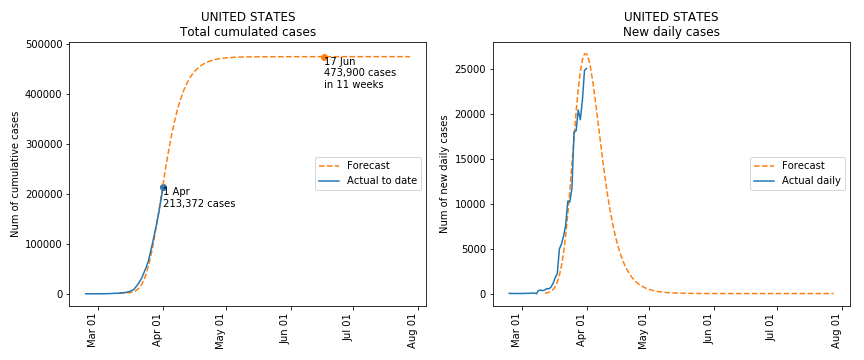 UNITED STATES
Total cumulated cases
Num of cumulative cases
500000
400000
300000
200000
100000
0
17 Jun
473,900 cases
in 11 weeks
1 Apr
213,372 cases
Forecast
Actual to date
Mar 01
Apr 01
May 01
Jun 01
Jul 01
Aug 01
UNITED STATES
New daily cases
Num of new daily cases
25000
20000
15000
10000
5000
0
Forecast
Actual daily
Mar 01
Apr 01
May 01
Jun 01
Jul 01
Aug 01